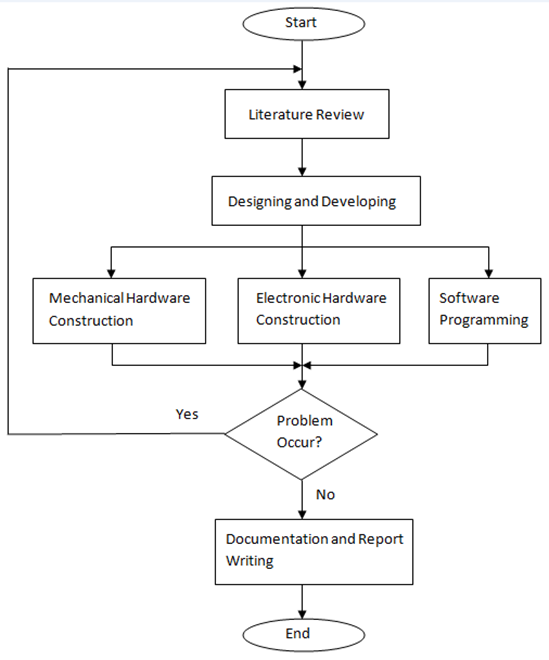 Start
Literature Review
Designing and Developing
Mechanical Hardware
Construction
Electronic Hardware
Construction
Software
Programming
Yes
Problem
Occur?
No
Documentation and Report
Writing
End